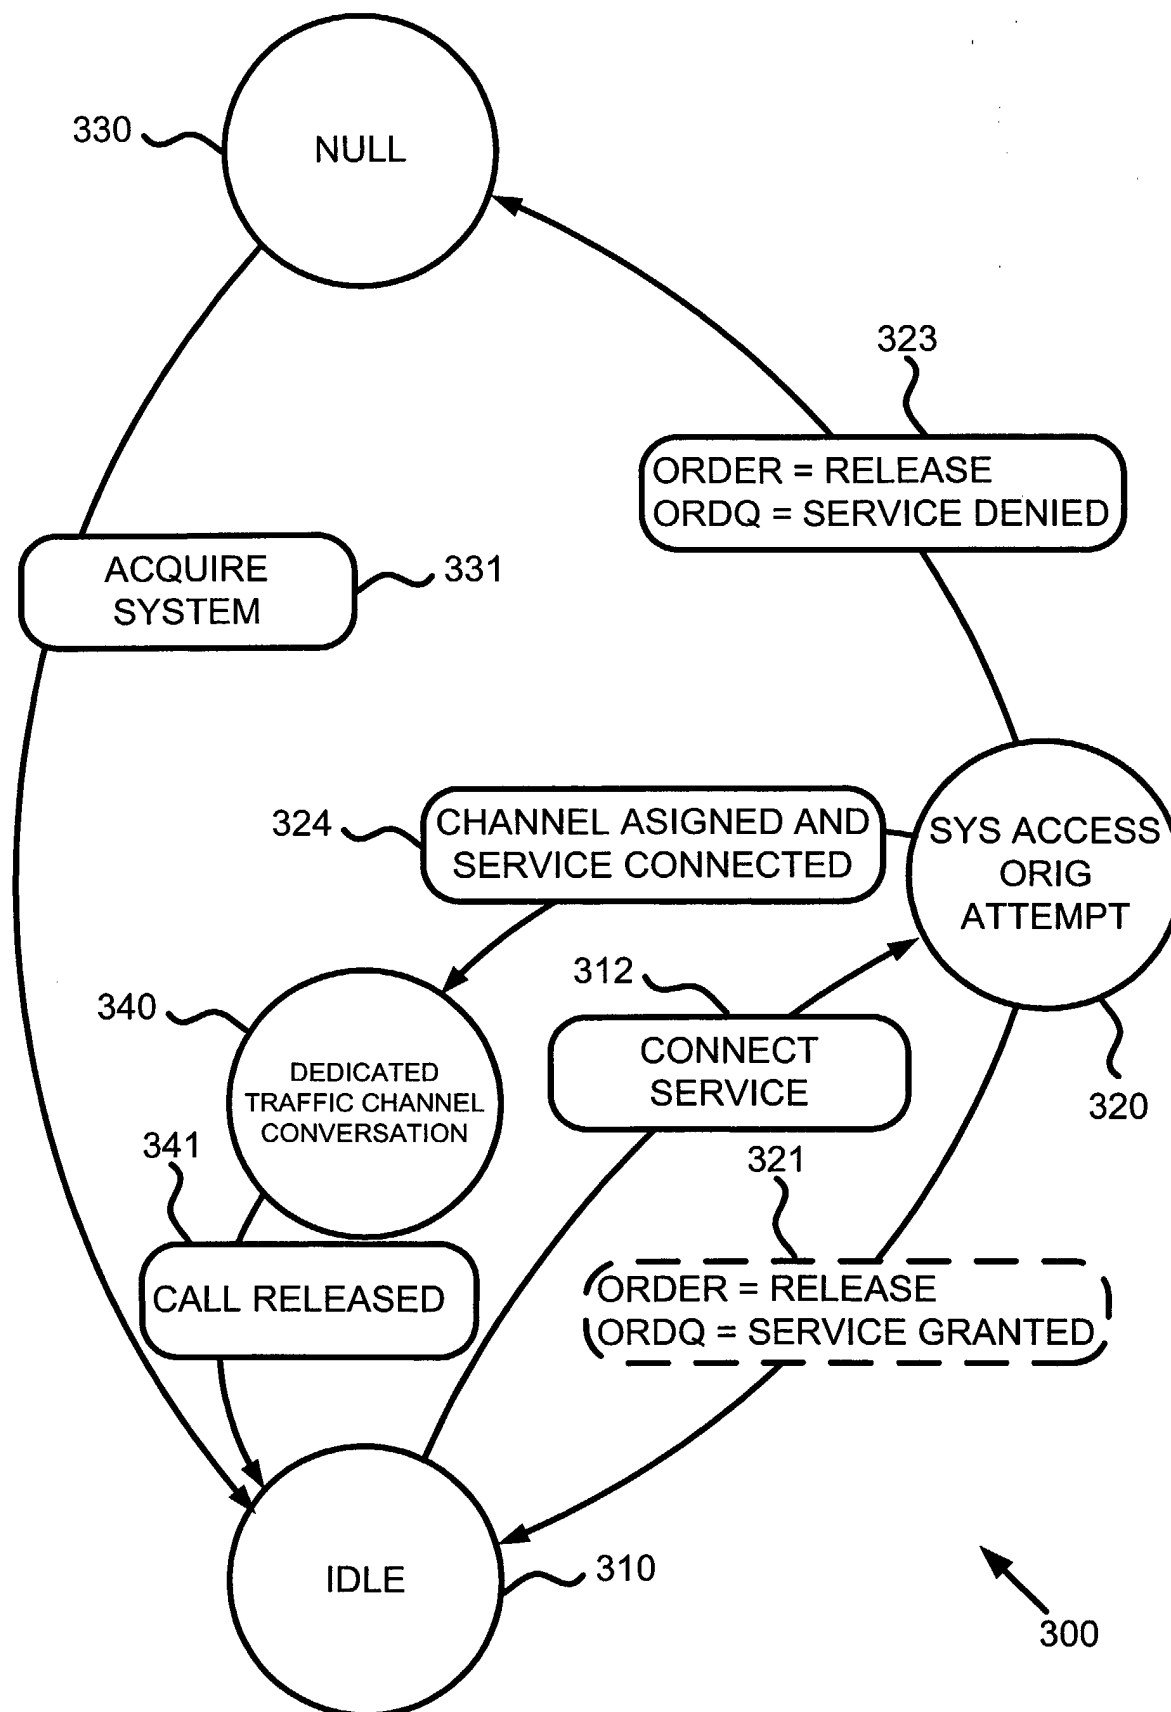 330
NULL
323
ORDER = RELEASE
ORDQ = SERVICE DENIED
ACQUIRE
SYSTEM
331
324
CHANNEL ASIGNED AND
SERVICE CONNECTED
SYS ACCESS
ORIG
ATTEMPT
312
340
CONNECT
SERVICE
DEDICATED
TRAFFIC CHANNEL
CONVERSATION
320
341
321
CALL RELEASED
ORDER = RELEASE
ORDQ = SERVICE GRANTED
IDLE
310
300